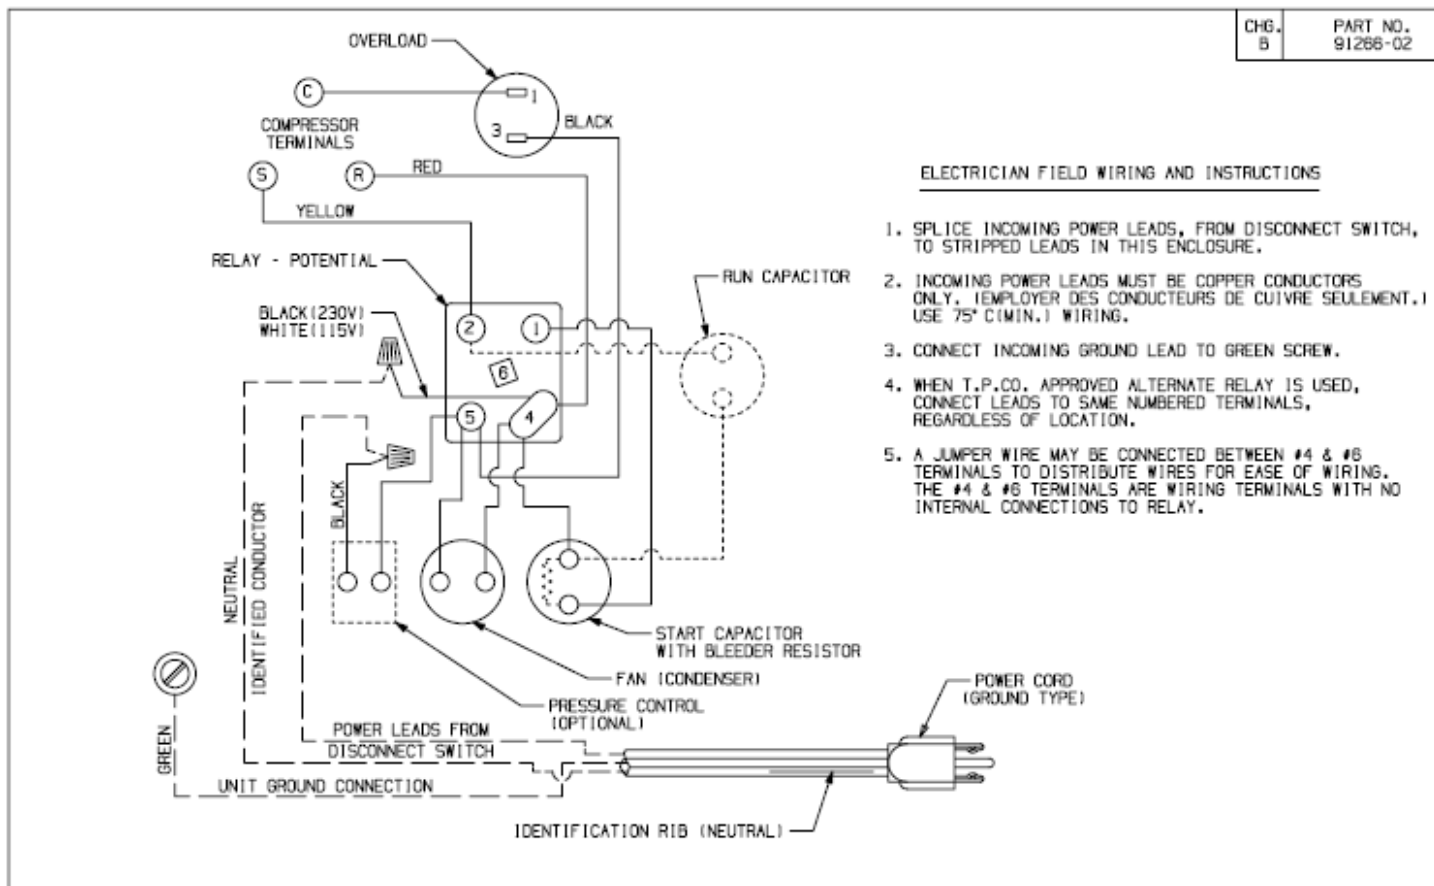 CHG.
B
PART NO.
91266-02
OVERLOAD
C
1
3
BLACK
COMPRESSOR
TERMINALS
S
R
RED
YELLOW
RELAY - POTENTIAL
BLACK(230V)
WHITE(115V)
2
1
6
5
4
RUN CAPACITOR
BLACK
NEUTRAL
IDENTIFIED CONDUCTOR
START CAPACITOR
WITH BLEEDER RESISTOR
FAN (CONDENSER)
PRESSURE CONTROL
(OPTIONAL)
POWER LEADS FROM
DISCONNECT SWITCH
GREEN
UNIT GROUND CONNECTION
POWER CORD
(GROUND TYPE)
IDENTIFICATION RIB (NEUTRAL)
ELECTRICIAN FIELD WIRING AND INSTRUCTIONS
1. SPLICE INCOMING POWER LEADS, FROM DISCONNECT SWITCH,
TO STRIPPED LEADS IN THIS ENCLOSURE.
2. INCOMING POWER LEADS MUST BE COPPER CONDUCTORS
ONLY. (EMPLOYER DES CONDUCTEURS DE CUIVRE SEULEMENT.)
USE 75° C(MIN.) WIRING.
3. CONNECT INCOMING GROUND LEAD TO GREEN SCREW.
4. WHEN T.P.CO. APPROVED ALTERNATE RELAY IS USED,
CONNECT LEADS TO SAME NUMBERED TERMINALS,
REGARDLESS OF LOCATION.
5. A JUMPER WIRE MAY BE CONNECTED BETWEEN #4 & #6
TERMINALS TO DISTRIBUTE WIRES FOR EASE OF WIRING.
THE #4 & #6 TERMINALS ARE WIRING TERMINALS WITH NO
INTERNAL CONNECTIONS TO RELAY.